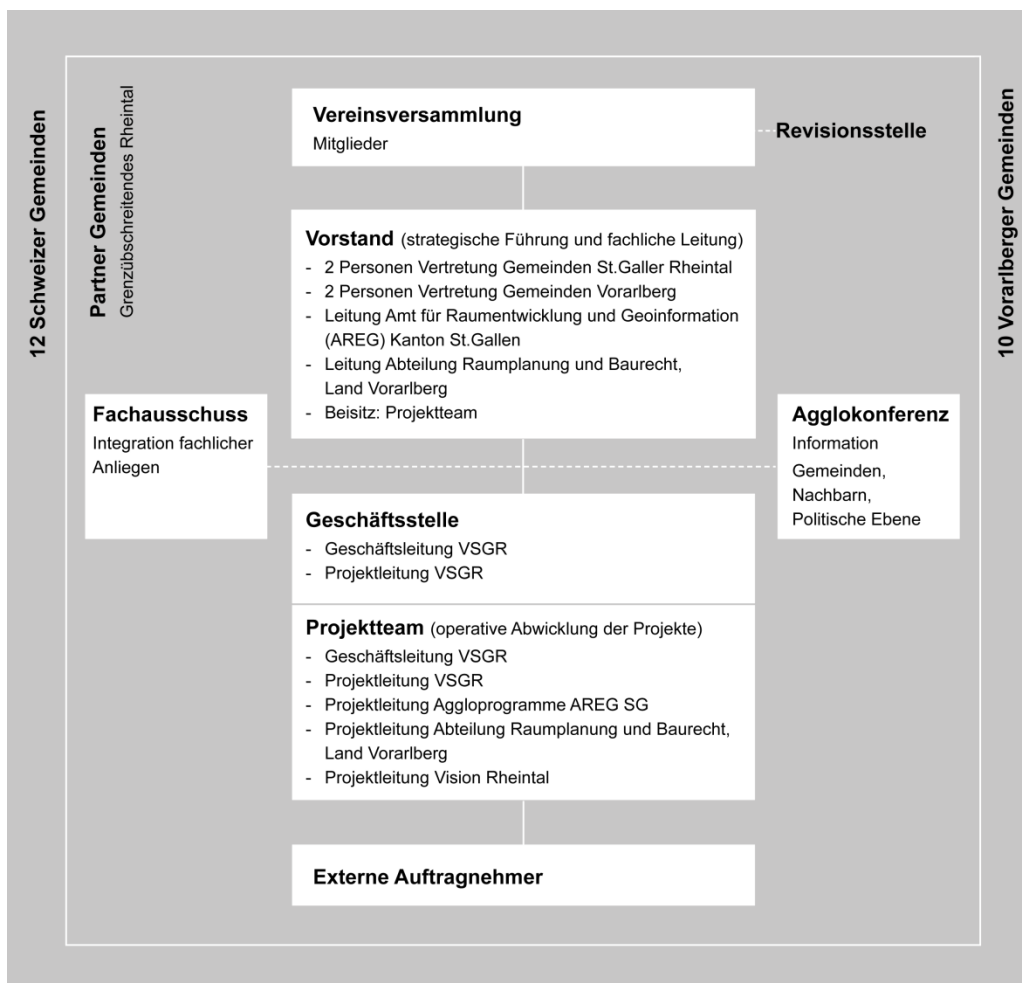 12 Schweizer Gemeinden
Partner Gemeinden
Grenzübschreitendes Rheintal
Vereinsversammlung
Mitglieder
Revisionsstelle
10 Vorarlberger Gemeinden
Vorstand (strategische Führung und fachliche Leitung)
- 2 Personen Vertretung Gemeinden St.Galler Rheintal
- 2 Personen Vertretung Gemeinden Vorarlberg
- Leitung Amt für Raumentwicklung und Geoinformation
(AREG) Kanton St.Gallen
- Leitung Abteilung Raumplanung und Baurecht,
Land Vorarlberg
- Beisitz: Projektteam
Fachausschuss
Integration fachlicher
Anliegen
Agglokonferenz
Information
Gemeinden,
Nachbarn,
Politische Ebene
Geschäftsstelle
- Geschäftsleitung VSGR
- Projektleitung VSGR
Projektteam (operative Abwicklung der Projekte)
- Geschäftsleitung VSGR
- Projektleitung VSGR
- Projektleitung Aggloprogramme AREG SG
- Projektleitung Abteilung Raumplanung und Baurecht,
Land Vorarlberg
- Projektleitung Vision Rheintal
Externe Auftragnehmer